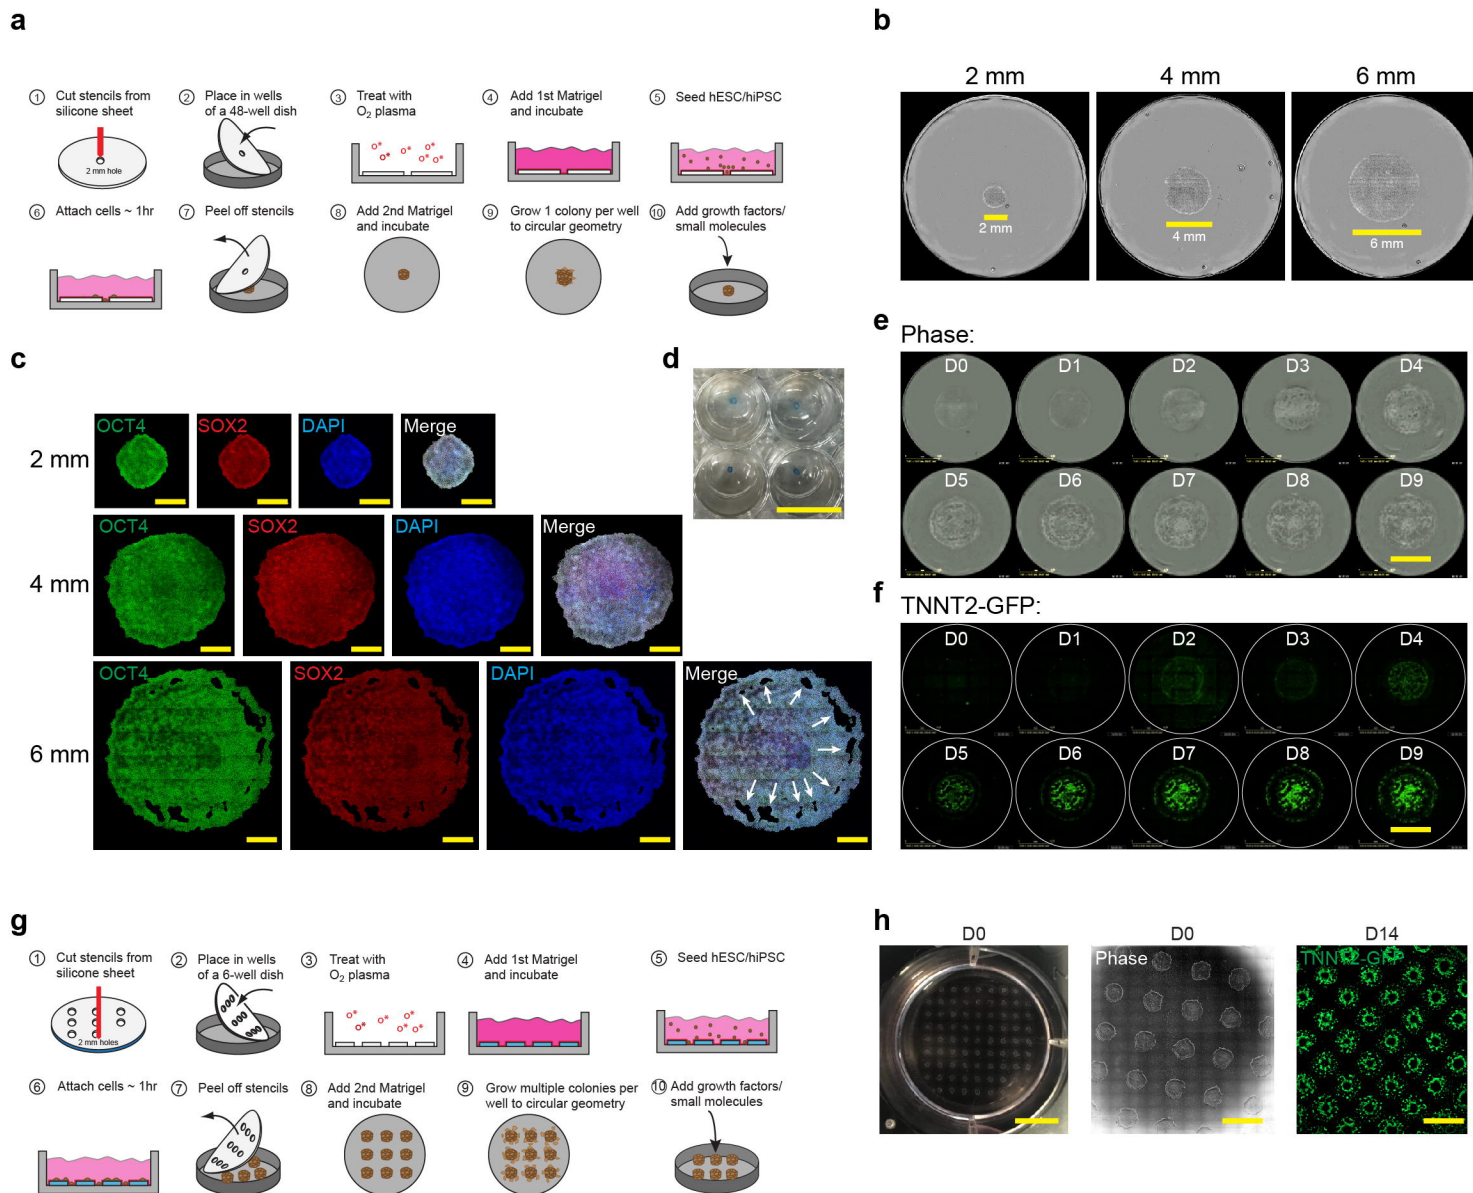 a
① Cut stencils from
silicone sheet
2 mm hole
② Place in wells
of a 48-well dish
③ Treat with
O2 plasma
O* O* O* O* O* O* O*
④ Add 1st Matrigel
and incubate
⑤ Seed hESC/hiPSC
⑥ Attach cells ~ 1hr
⑦ Peel off stencils
⑧ Add 2nd Matrigel
and incubate
⑨ Grow 1 colony per well
to circular geometry
⑩ Add growth factors/
small molecules
b
2 mm 4 mm 6 mm
2 mm
4 mm
6 mm
c
2 mm
OCT4 SOX2 DAPI Merge
4 mm
OCT4 SOX2 DAPI Merge
6 mm
OCT4 SOX2 DAPI Merge
d
e
Phase:
D0 D1 D2 D3 D4
D5 D6 D7 D8 D9
f
TNNT2-GFP:
D0 D1 D2 D3 D4
D5 D6 D7 D8 D9
g
① Cut stencils from
silicone sheet
2 mm holes
② Place in wells
of a 6-well dish
③ Treat with
O2 plasma
O* O* O* O* O* O* O*
④ Add 1st Matrigel
and incubate
⑤ Seed hESC/hiPSC
⑥ Attach cells ~ 1hr
⑦ Peel off stencils
⑧ Add 2nd Matrigel
and incubate
⑨ Grow multiple colonies per
well to circular geometry
⑩ Add growth factors/
small molecules
h
D0 D0 D14
Phase
TNNT2-GFP